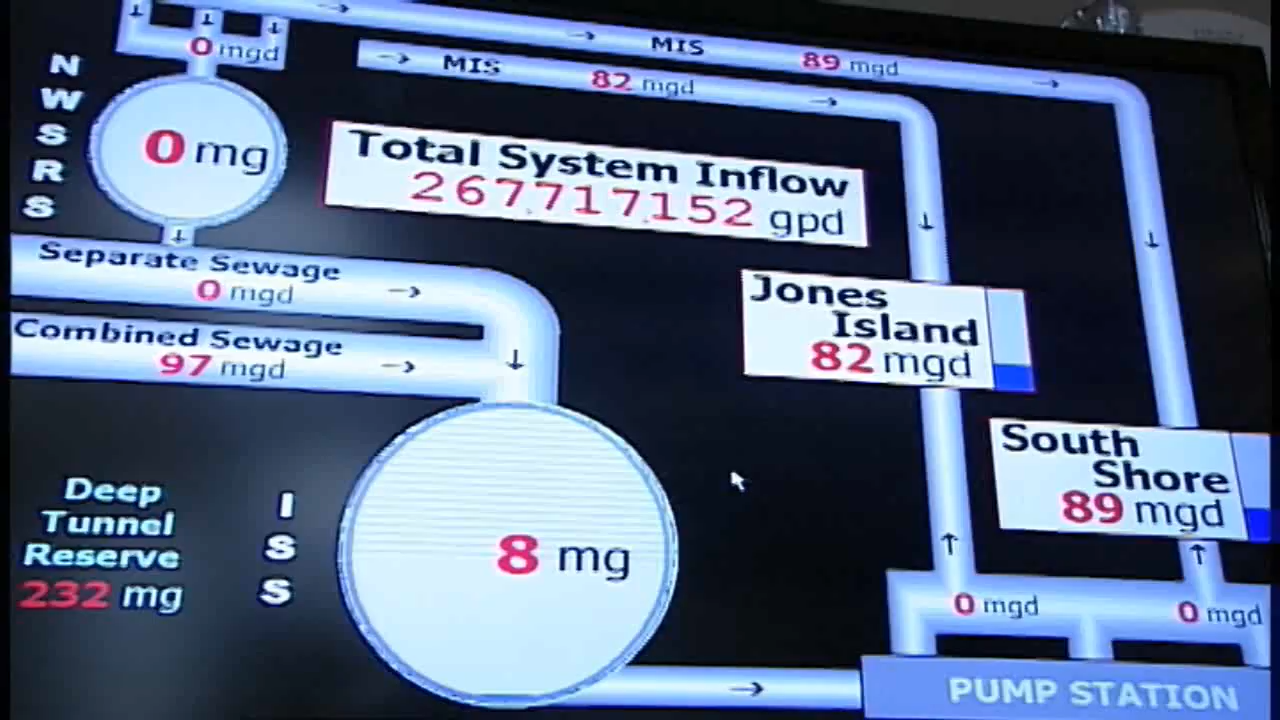 0 mgd
MIS
89 mgd
MIS
82 mgd
N
W
S
R
S
0 mg
Total System Inflow
267717152 gpd
Separate Sewage
0 mgd
Combined Sewage
97 mgd
Jones
Island
82 mgd
South
Shore
89 mgd
Deep
Tunnel
Reserve
232 mg
I
S
S
8 mg
0 mgd
0 mgd
PUMP STATION